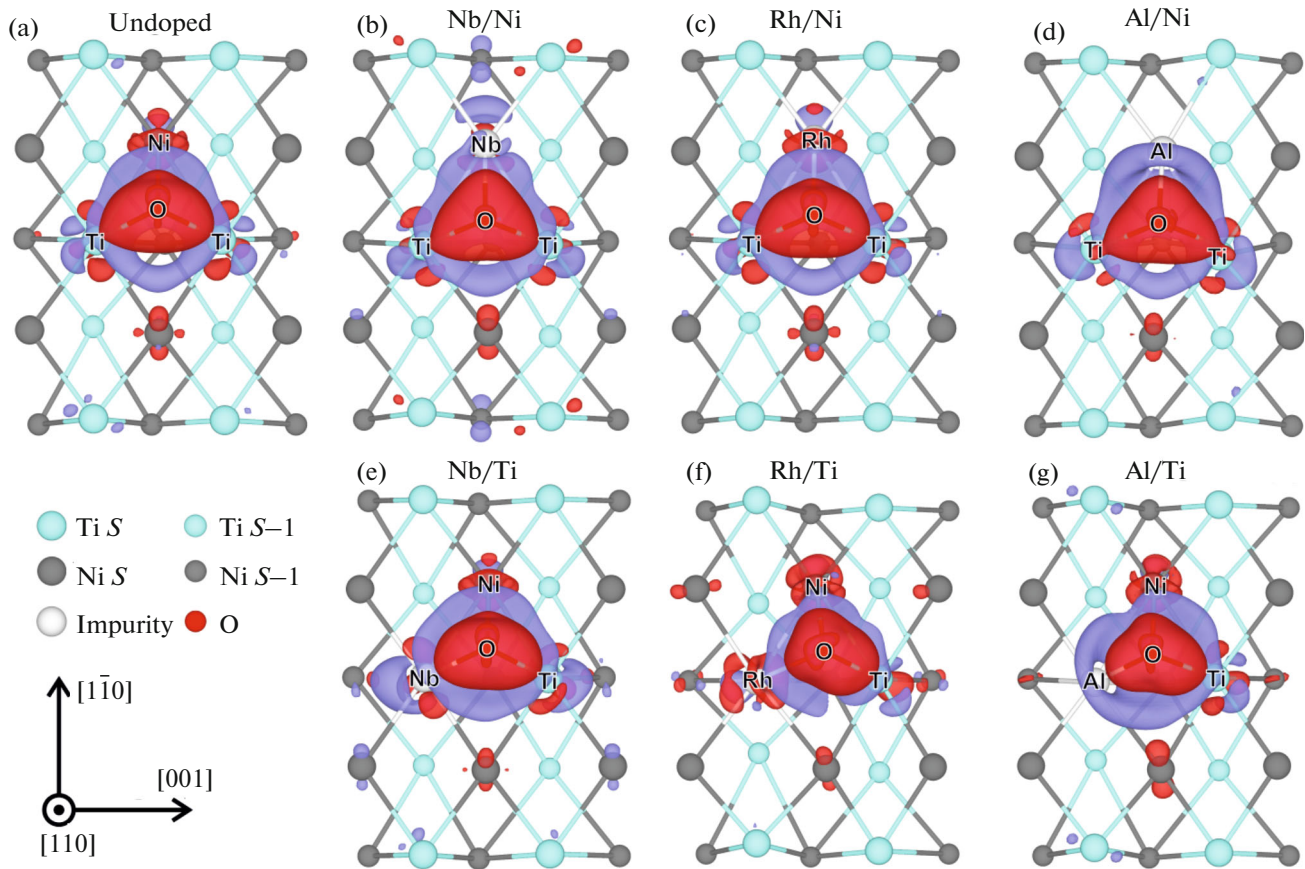 (a) Undoped
(b) Nb/Ni
(c) Rh/Ni
(d) Al/Ni
Ni
O
Ti Ti
Nb
O
Ti Ti
Rh
O
Ti Ti
Al
O
Ti Ti
(e) Nb/Ti
(f) Rh/Ti
(g) Al/Ti
Ti S Ti S–1
Ni S Ni S–1
Impurity O
[11̅0]
[001]
[110]
Ni
O
Nb Ti
Ni
O
Rh Ti
Ni
O
Al Ti